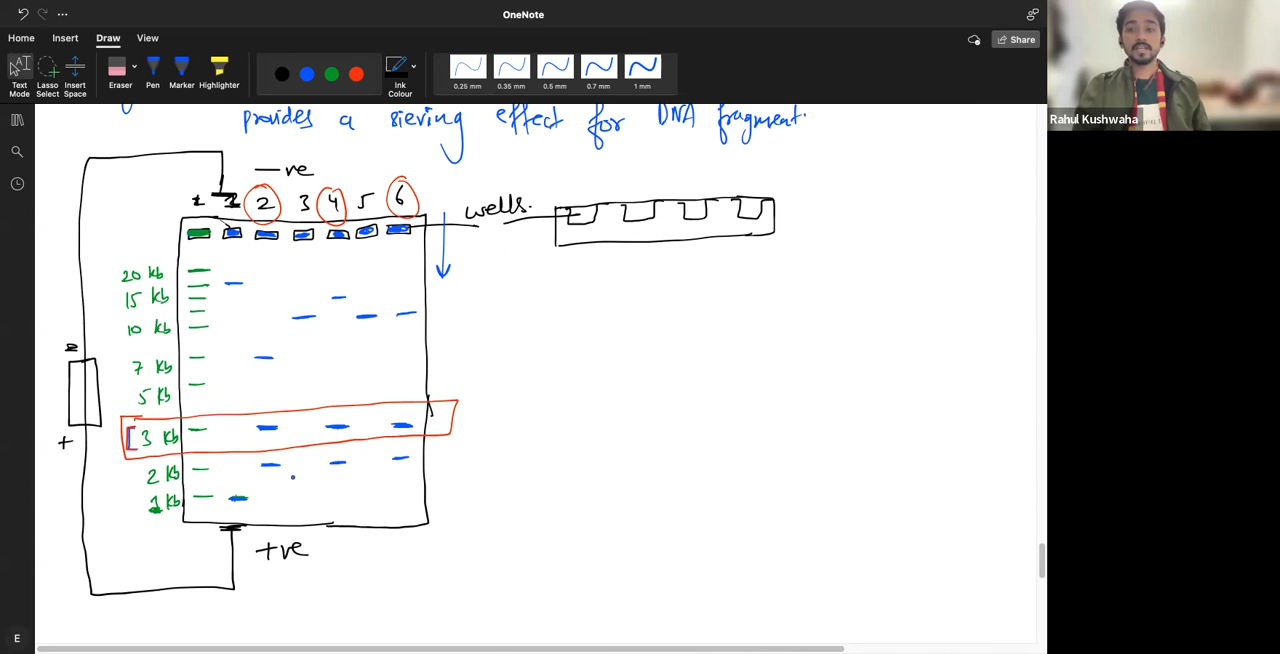 OneNote
Home Insert Draw View
Share
Text Mode
Lasso Select
Insert Space
Eraser
Pen
Marker
Highlighter
Ink Colour
0.25 mm
0.35 mm
0.5 mm
0.7 mm
1 mm
Rahul Kushwaha
provides a sieving effect for DNA fragment.
— ve
2 3 4 5 6
wells.
20 kb
15 kb
10 kb
7 kb
5 kb
3 kb
2 kb
1 kb
+
+ve
E